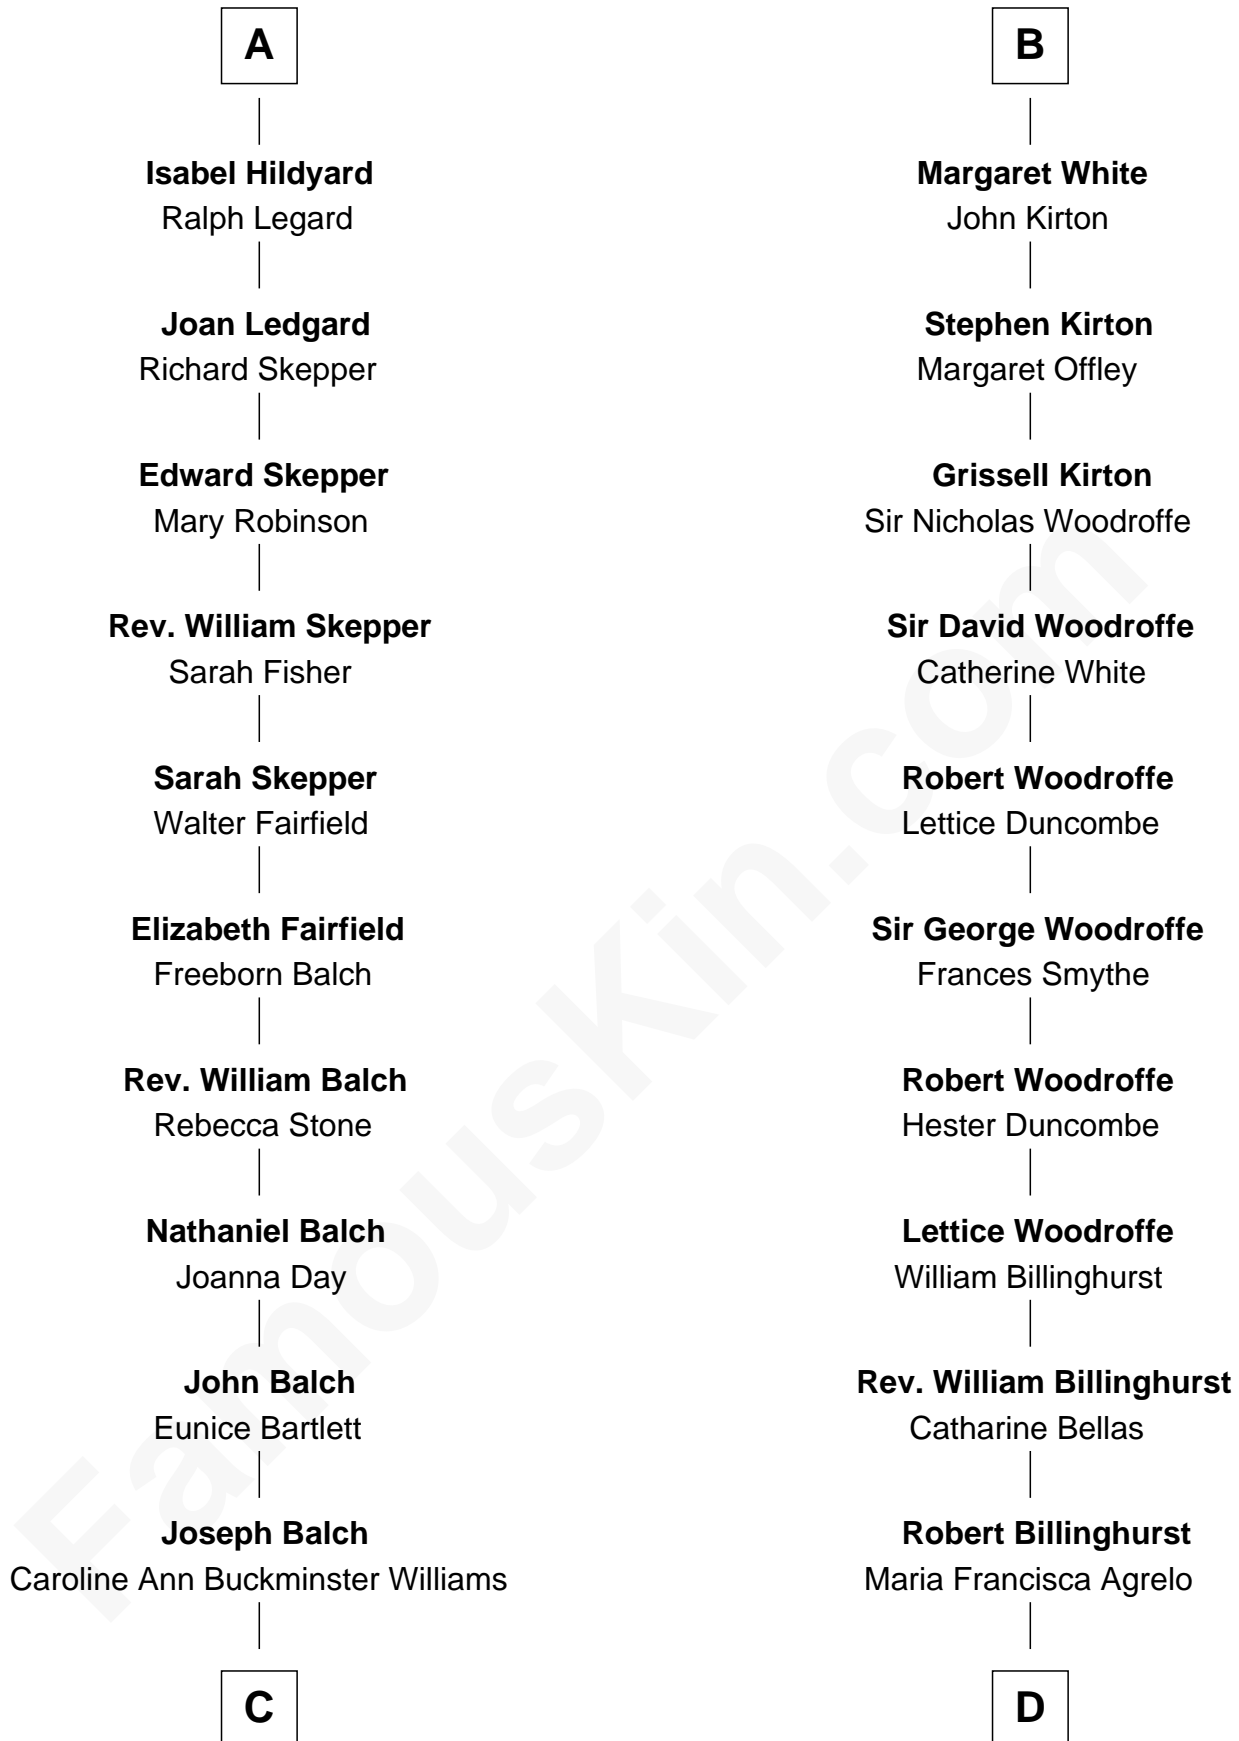 A
Isabel Hildyard
Ralph Legard
Joan Ledgard
Richard Skepper
Edward Skepper
Mary Robinson
Rev. William Skepper
Sarah Fisher
Sarah Skepper
Walter Fairfield
Elizabeth Fairfield
Freeborn Balch
Rev. William Balch
Rebecca Stone
Nathaniel Balch
Joanna Day
John Balch
Eunice Bartlett
Joseph Balch
Caroline Ann Buckminster Williams
C
B
Margaret White
John Kirton
Stephen Kirton
Margaret Offley
Grissell Kirton
Sir Nicholas Woodroffe
Sir David Woodroffe
Catherine White
Robert Woodroffe
Lettice Duncombe
Sir George Woodroffe
Frances Smythe
Robert Woodroffe
Hester Duncombe
Lettice Woodroffe
William Billinghurst
Rev. William Billinghurst
Catharine Bellas
Robert Billinghurst
Maria Francisca Agrelo
D
FamousKin.com